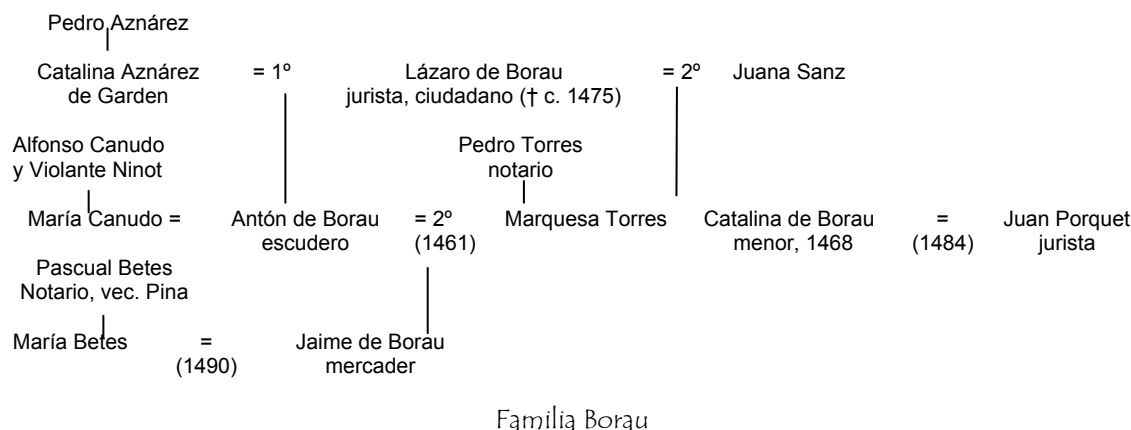 Pedro Aznárez
Catalina Aznárez = 1º Lázaro de Borau = 2º Juana Sanz
de Garden jurista, ciudadano († c. 1475)
Alfonso Canudo Pedro Torres
y Violante Ninot notario
María Canudo = Antón de Borau = 2º Marquesa Torres Catalina de Borau = Juan Porquet
escudero (1461) menor, 1468 (1484) jurista
Pascual Betes
Notario, vec. Pina
María Betes = Jaime de Borau
(1490) mercader
Familia Borau